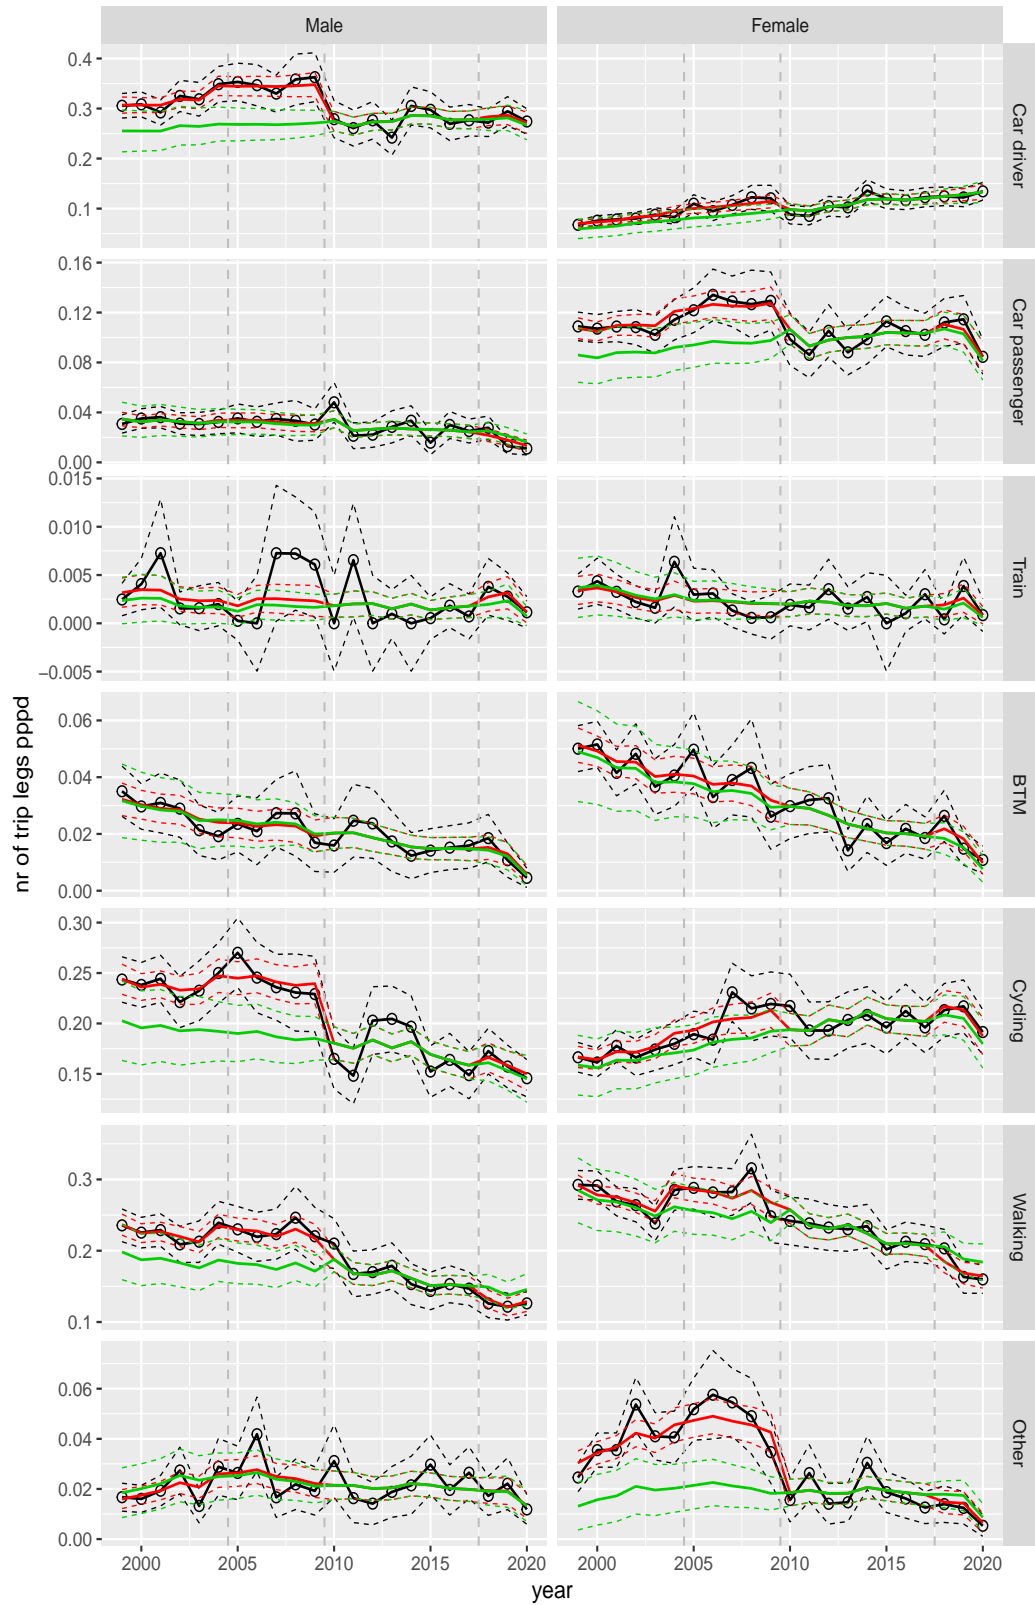 Male Female
0.4
0.3
0.2
0.1
Car driver
0.16
0.12
0.08
0.04
0.00
Car passenger
0.015
0.010
0.005
0.000
−0.005
Train
0.06
0.04
0.02
0.00
BTM
0.30
0.25
0.20
0.15
Cycling
0.3
0.2
0.1
Walking
0.06
0.04
0.02
0.00
Other
nr of trip legs pppd
2000 2005 2010 2015 2020 2000 2005 2010 2015 2020
year